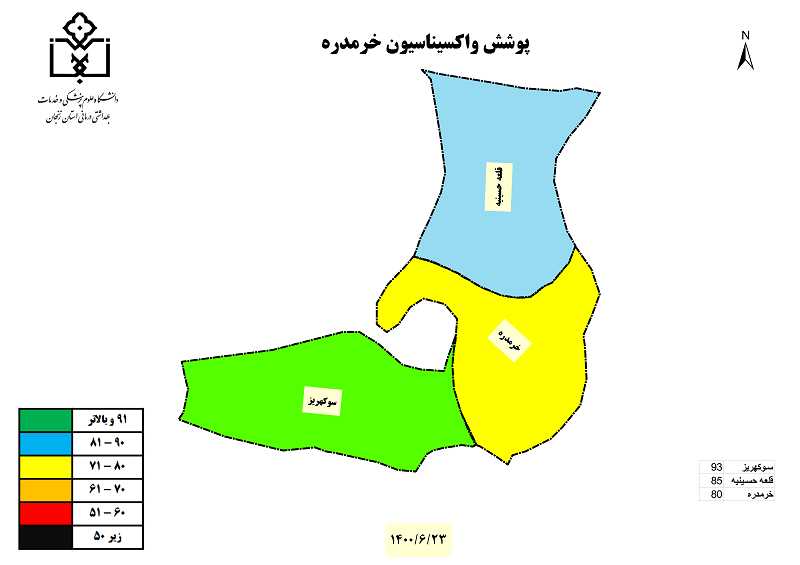 پوشش واکسیناسیون خرمدره
N
دانشگاه علوم پزشکی و خدمات
بهداشتی درمانی استان زنجان
قلعه حسینیه
خرمدره
سوکهریز
۹۱ و بالاتر
۸۱ – ۹۰
۷۱ – ۸۰
۶۱ – ۷۰
۵۱ – ۶۰
زیر ۵۰
سوکهریز 93
قلعه حسینیه 85
خرمدره 80
۱۴۰۰/۶/۲۳